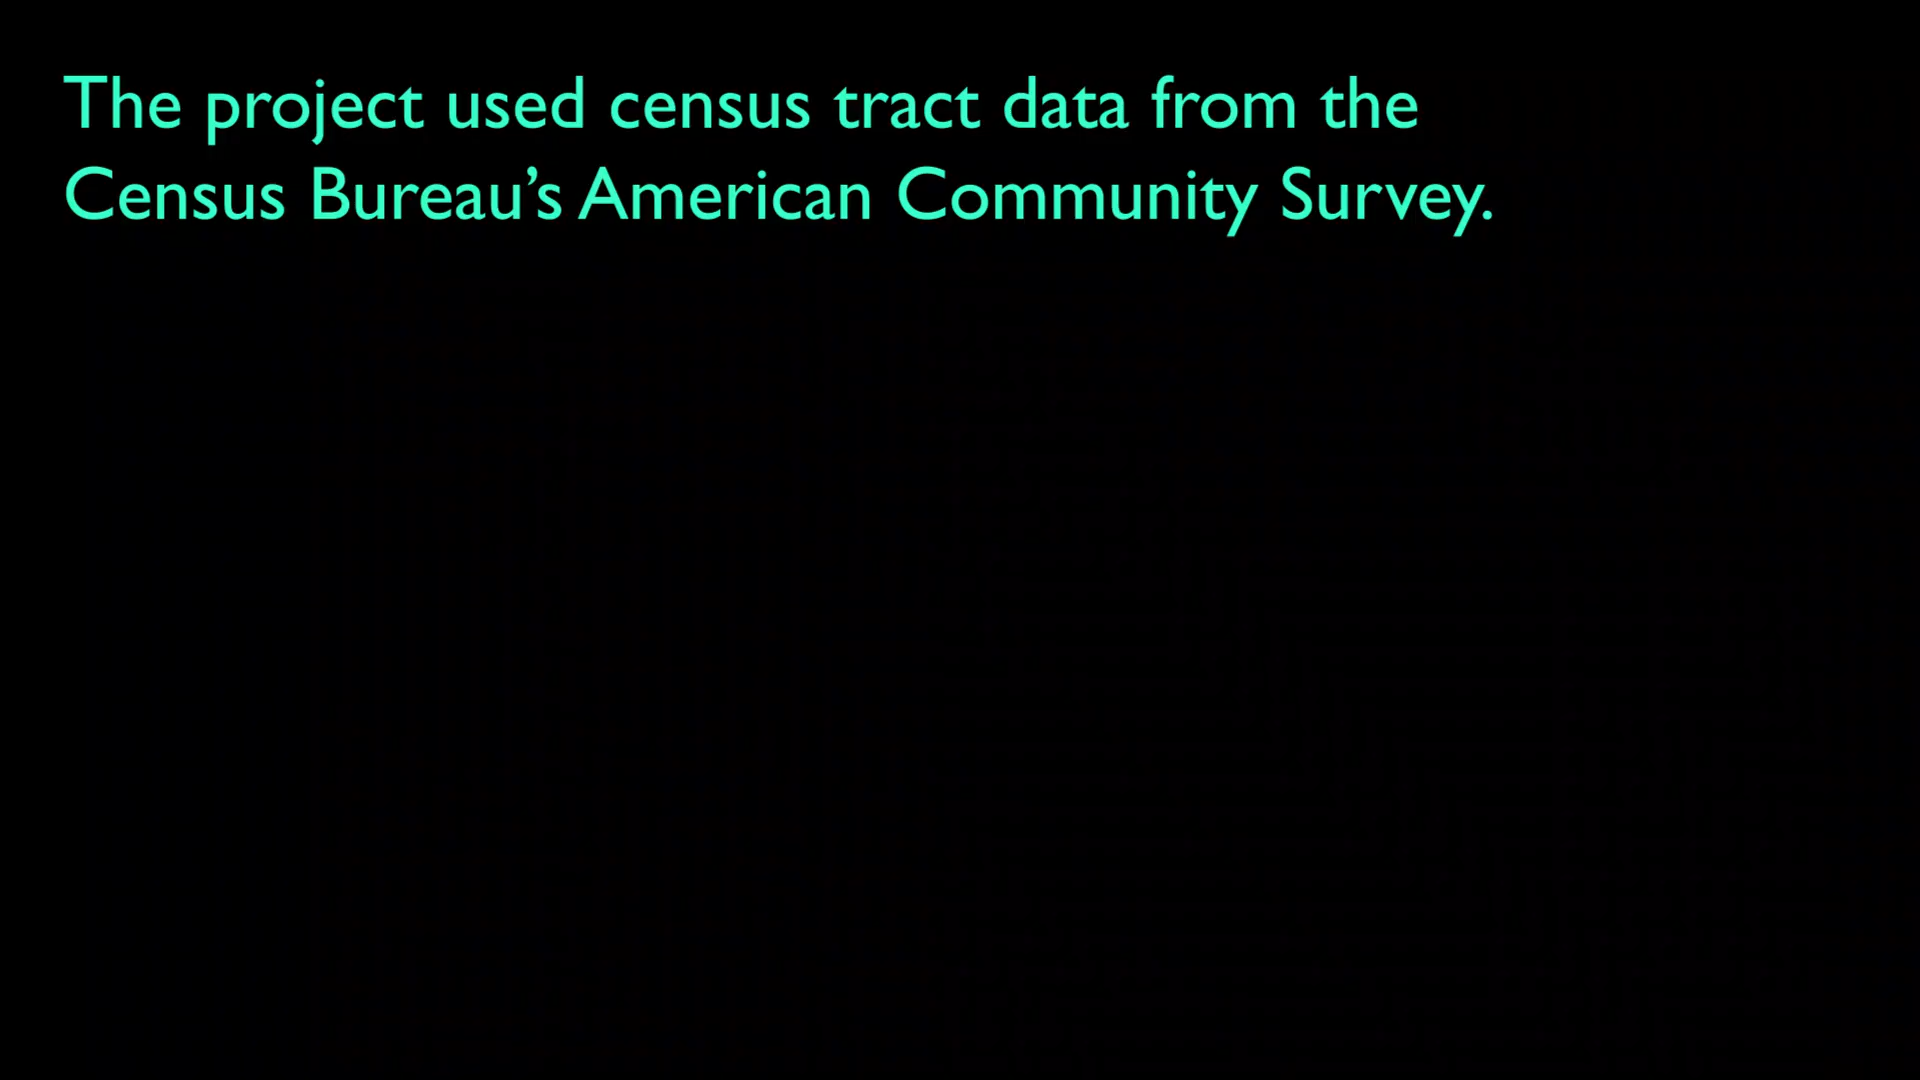 The project used census tract data from the
Census Bureau’s American Community Survey.